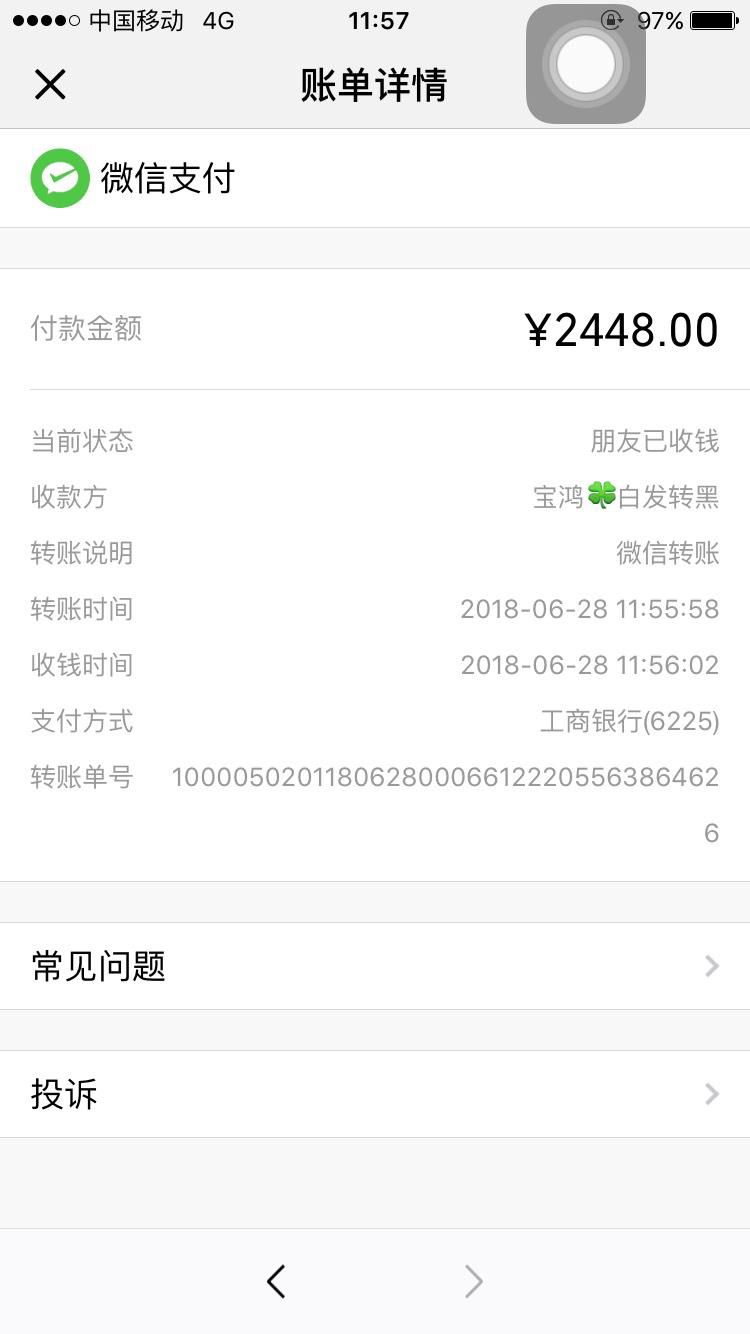 中国移动 4G 11:57 97%
账单详情
微信支付
付款金额 ¥2448.00
当前状态 朋友已收钱
收款方 宝鸿🍀白发转黑
转账说明 微信转账
转账时间 2018-06-28 11:55:58
收钱时间 2018-06-28 11:56:02
支付方式 工商银行(6225)
转账单号 10000502011806280006612220556386462
6
常见问题
投诉